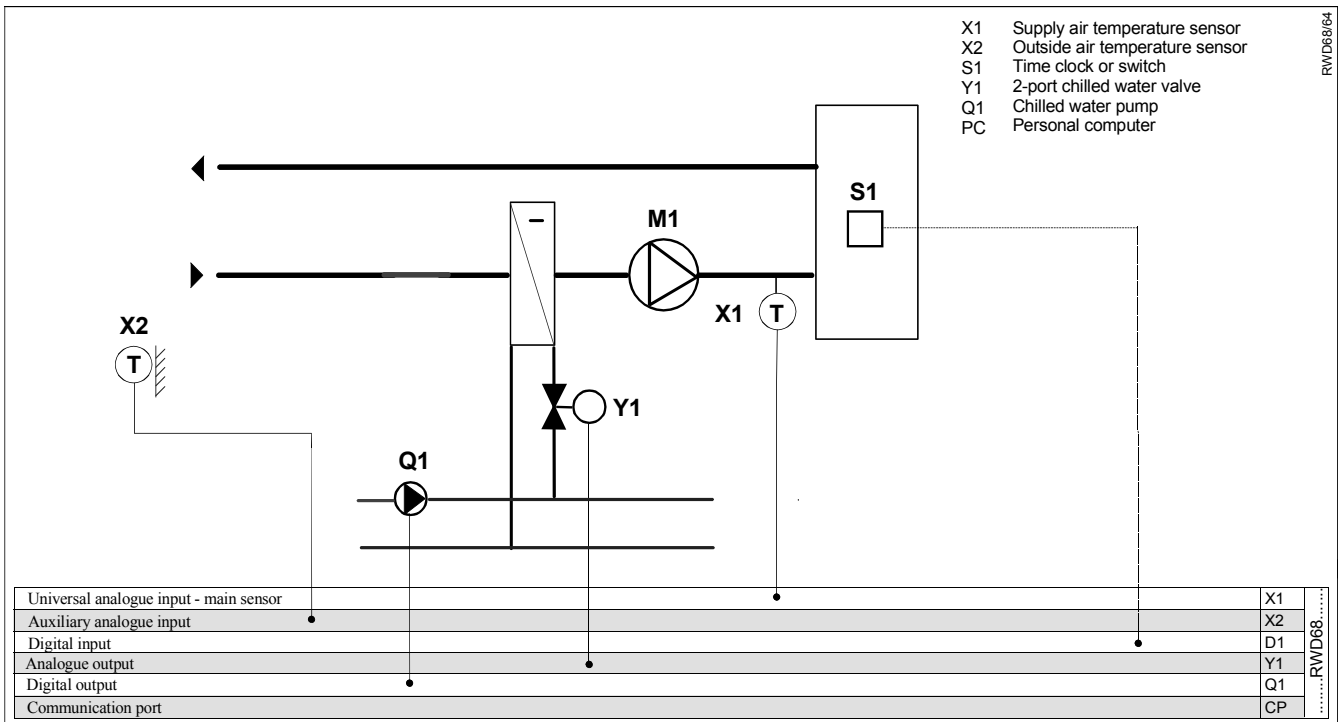 X1 Supply air temperature sensor
X2 Outside air temperature sensor
S1 Time clock or switch
Y1 2-port chilled water valve
Q1 Chilled water pump
PC Personal computer
RWD68/64
S1
M1
X1 T
X2
T
Y1
Q1
Universal analogue input - main sensor X1
Auxiliary analogue input X2
Digital input D1
Analogue output Y1
Digital output Q1
Communication port CP
.......RWD68.......